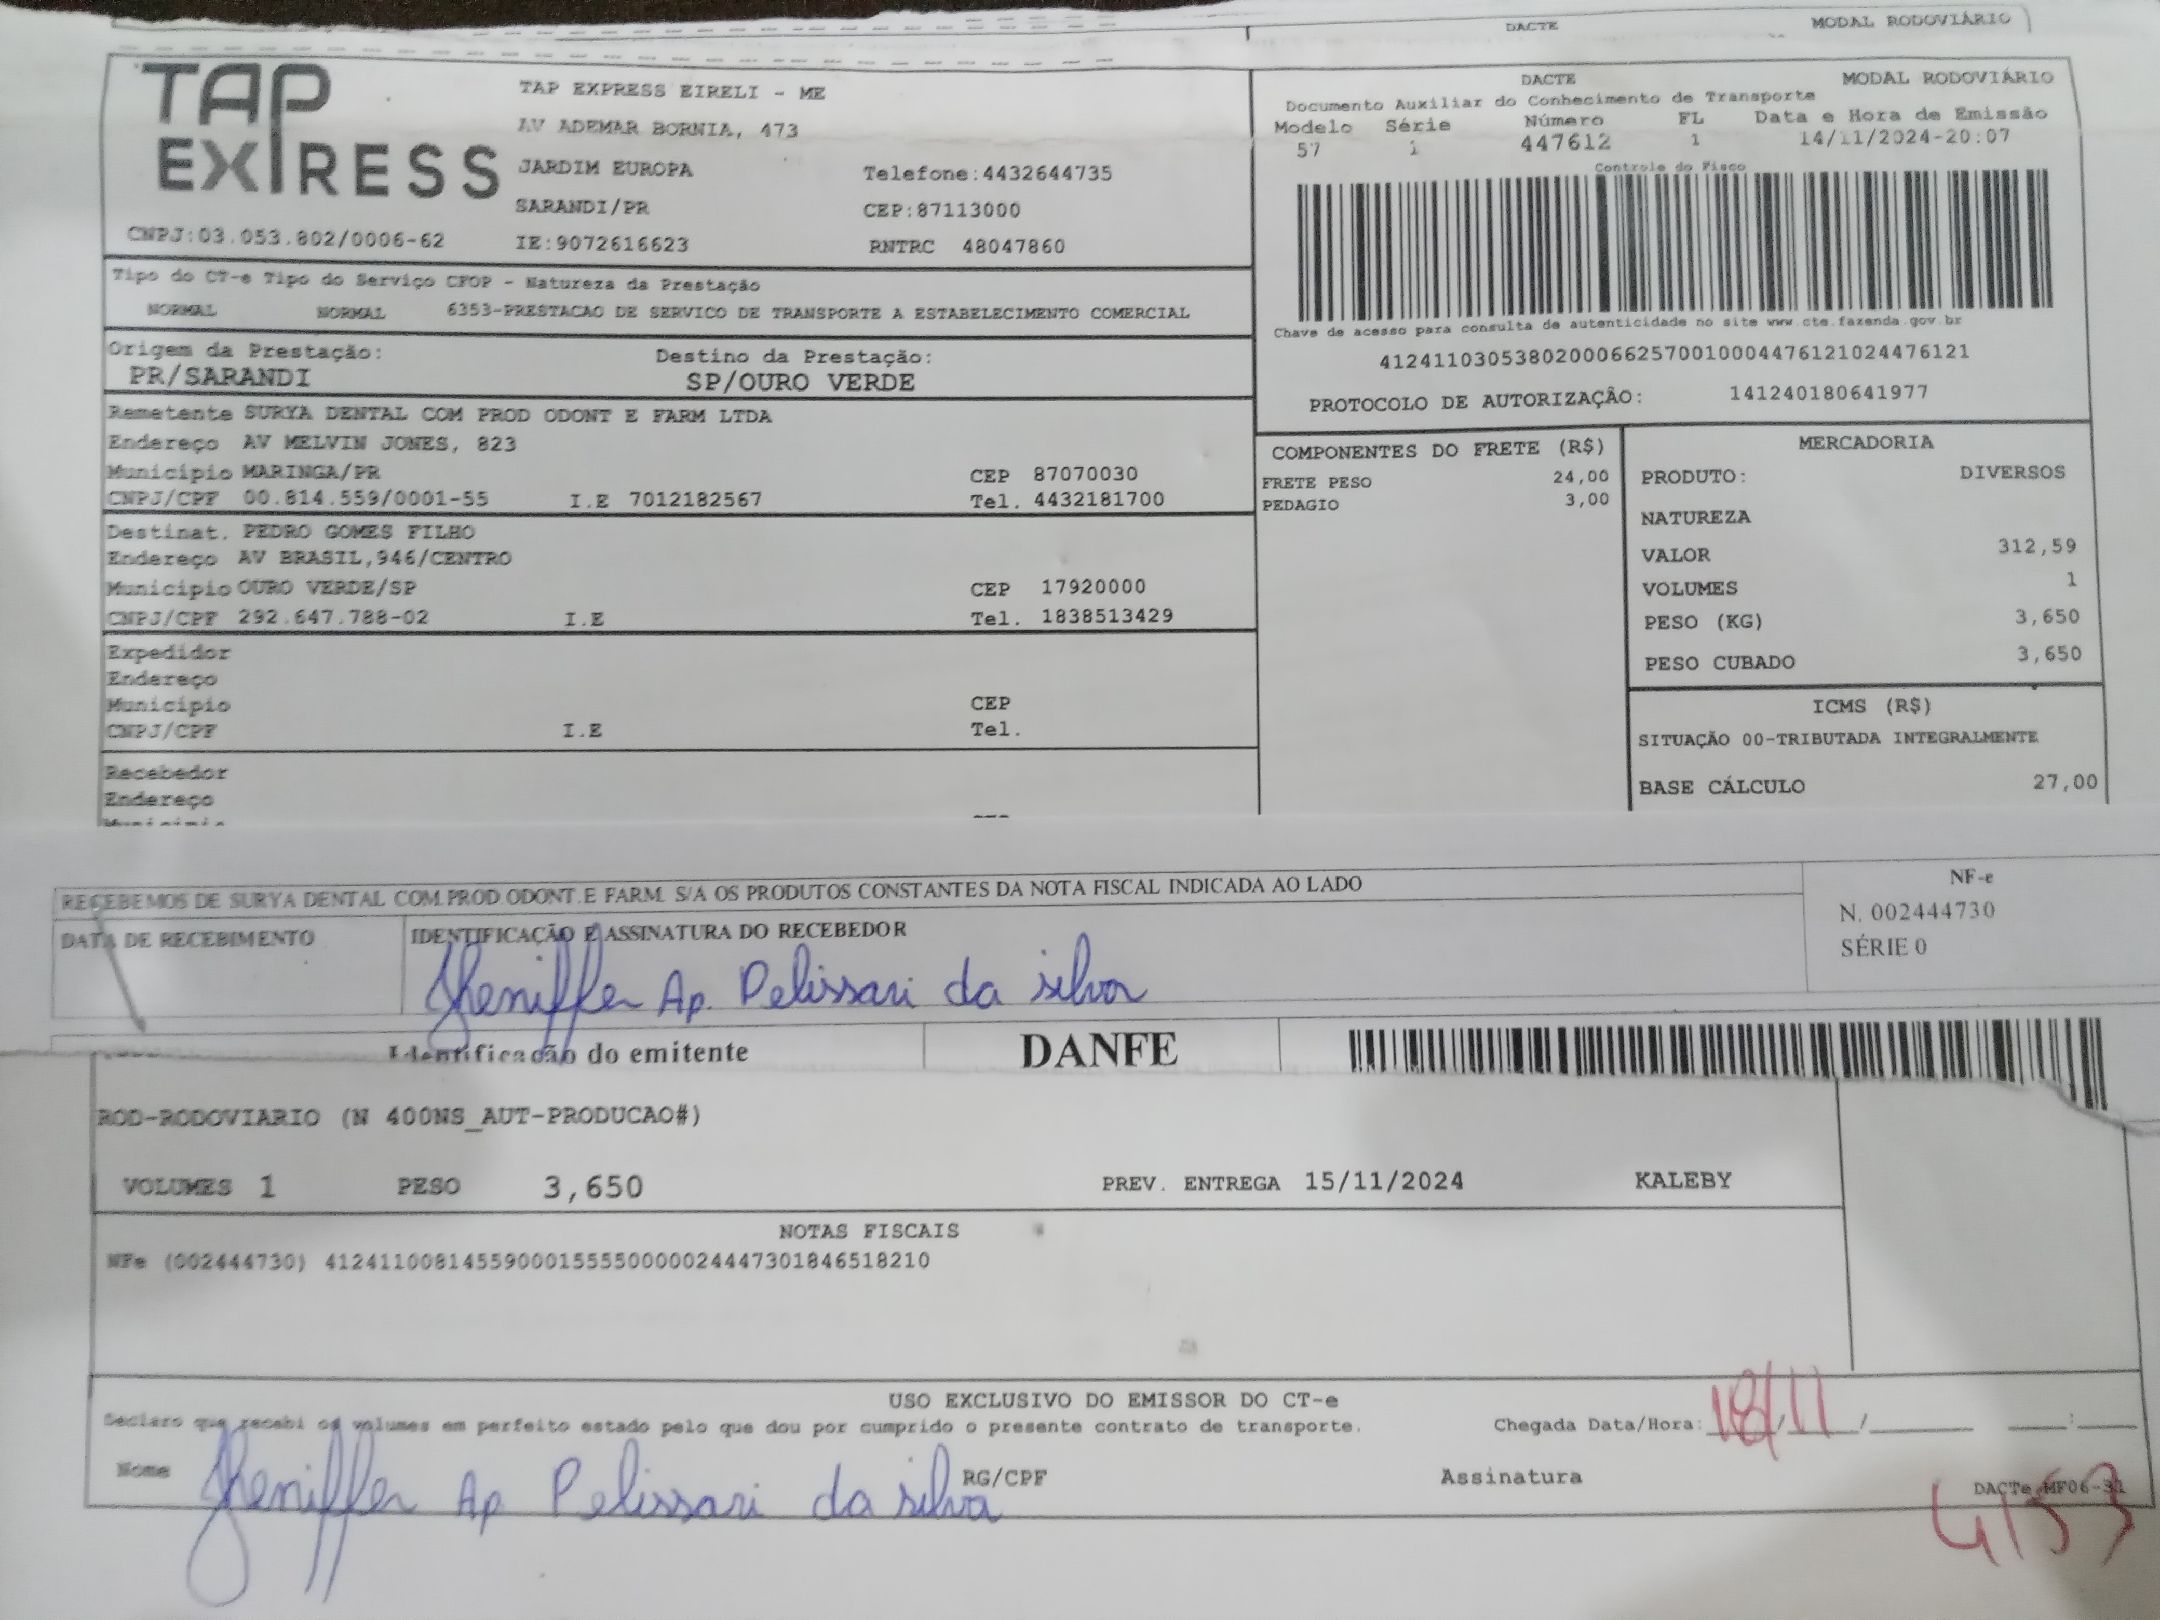 DACTE MODAL RODOVIÁRIO
TAP EXPRESS
TAP EXPRESS EIRELI - ME
AV ADEMAR BORNIA, 473
JARDIM EUROPA Telefone:4432644735
SARANDI/PR CEP:87113000
CNPJ:03.053.802/0006-62 IE:9072616623 RNTRC 48047860
DACTE MODAL RODOVIÁRIO
Documento Auxiliar do Conhecimento de Transporte
Modelo Série Número FL Data e Hora de Emissão
57 1 447612 1 14/11/2024-20:07
Controle do Fisco
Chave de acesso para consulta de autenticidade no site www.cte.fazenda.gov.br
41241103053802000662570010004476121024476121
PROTOCOLO DE AUTORIZAÇÃO: 141240180641977
Tipo do CT-e Tipo do Serviço CFOP - Natureza da Prestação
NORMAL NORMAL 6353-PRESTACAO DE SERVICO DE TRANSPORTE A ESTABELECIMENTO COMERCIAL
Origem da Prestação: Destino da Prestação:
PR/SARANDI SP/OURO VERDE
Remetente SURYA DENTAL COM PROD ODONT E FARM LTDA
Endereço AV MELVIN JONES, 823
Município MARINGA/PR CEP 87070030
CNPJ/CPF 00.814.559/0001-55 I.E 7012182567 Tel. 4432181700
Destinat. PEDRO GOMES FILHO
Endereço AV BRASIL,946/CENTRO
Município OURO VERDE/SP CEP 17920000
CNPJ/CPF 292.647.788-02 I.E Tel. 1838513429
Expedidor
Endereço
Município CEP
CNPJ/CPF I.E Tel.
Recebedor
Endereço
COMPONENTES DO FRETE (R$)
FRETE PESO 24,00
PEDAGIO 3,00
MERCADORIA
PRODUTO: DIVERSOS
NATUREZA
VALOR 312,59
VOLUMES 1
PESO (KG) 3,650
PESO CUBADO 3,650
ICMS (R$)
SITUAÇÃO 00-TRIBUTADA INTEGRALMENTE
BASE CÁLCULO 27,00
RECEBEMOS DE SURYA DENTAL COM.PROD.ODONT.E FARM. S/A OS PRODUTOS CONSTANTES DA NOTA FISCAL INDICADA AO LADO
DATA DE RECEBIMENTO IDENTIFICAÇÃO E ASSINATURA DO RECEBEDOR
Jheniffer Ap. Pelissari da silva
NF-e
N. 002444730
SÉRIE 0
Identificação do emitente DANFE
ROD-RODOVIARIO (N 400NS_AUT-PRODUCAO#)
VOLUMES 1 PESO 3,650 PREV. ENTREGA 15/11/2024 KALEBY
NOTAS FISCAIS
NFe (002444730) 41241100814559000155550000024447301846518210
USO EXCLUSIVO DO EMISSOR DO CT-e
Declaro que recebi os volumes em perfeito estado pelo que dou por cumprido o presente contrato de transporte. Chegada Data/Hora: 18/11
Nome Jheniffer Ap Pelissari da silva RG/CPF Assinatura
DACTe MF06-32
4153